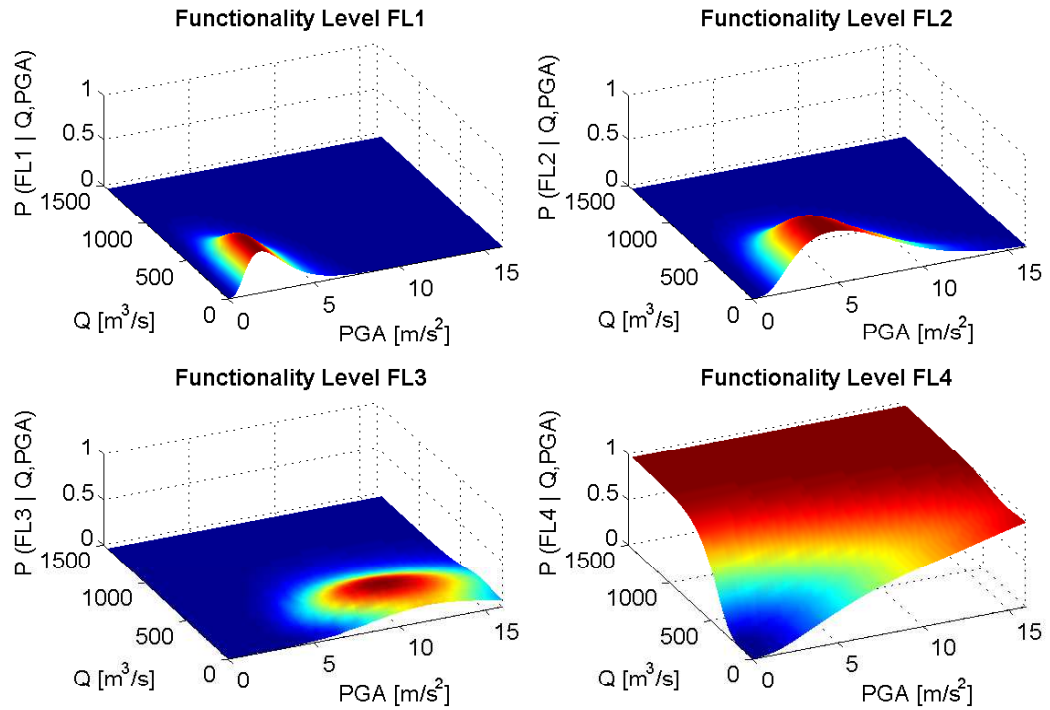 Functionality Level FL1
P (FL1 | Q,PGA)
1
0.5
0
1500
1000
500
0
Q [m³/s]
0
5
10
15
PGA [m/s²]
Functionality Level FL2
P (FL2 | Q,PGA)
1
0.5
0
1500
1000
500
0
Q [m³/s]
0
5
10
15
PGA [m/s²]
Functionality Level FL3
P (FL3 | Q,PGA)
1
0.5
0
1500
1000
500
0
Q [m³/s]
0
5
10
15
PGA [m/s²]
Functionality Level FL4
P (FL4 | Q,PGA)
1
0.5
0
1500
1000
500
0
Q [m³/s]
0
5
10
15
PGA [m/s²]